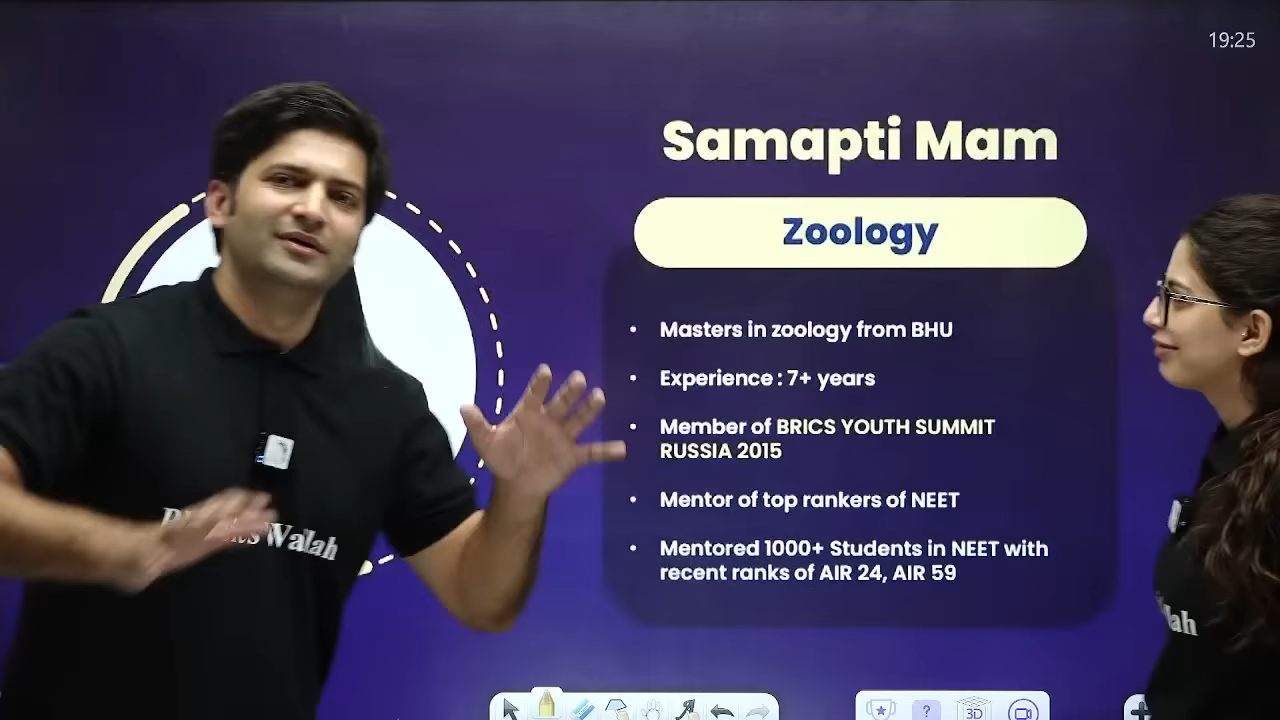 19:25
Samapti Mam
Zoology
• Masters in zoology from BHU
• Experience : 7+ years
• Member of BRICS YOUTH SUMMIT
RUSSIA 2015
• Mentor of top rankers of NEET
• Mentored 1000+ Students in NEET with
recent ranks of AIR 24, AIR 59
Walah
lah
?
3D